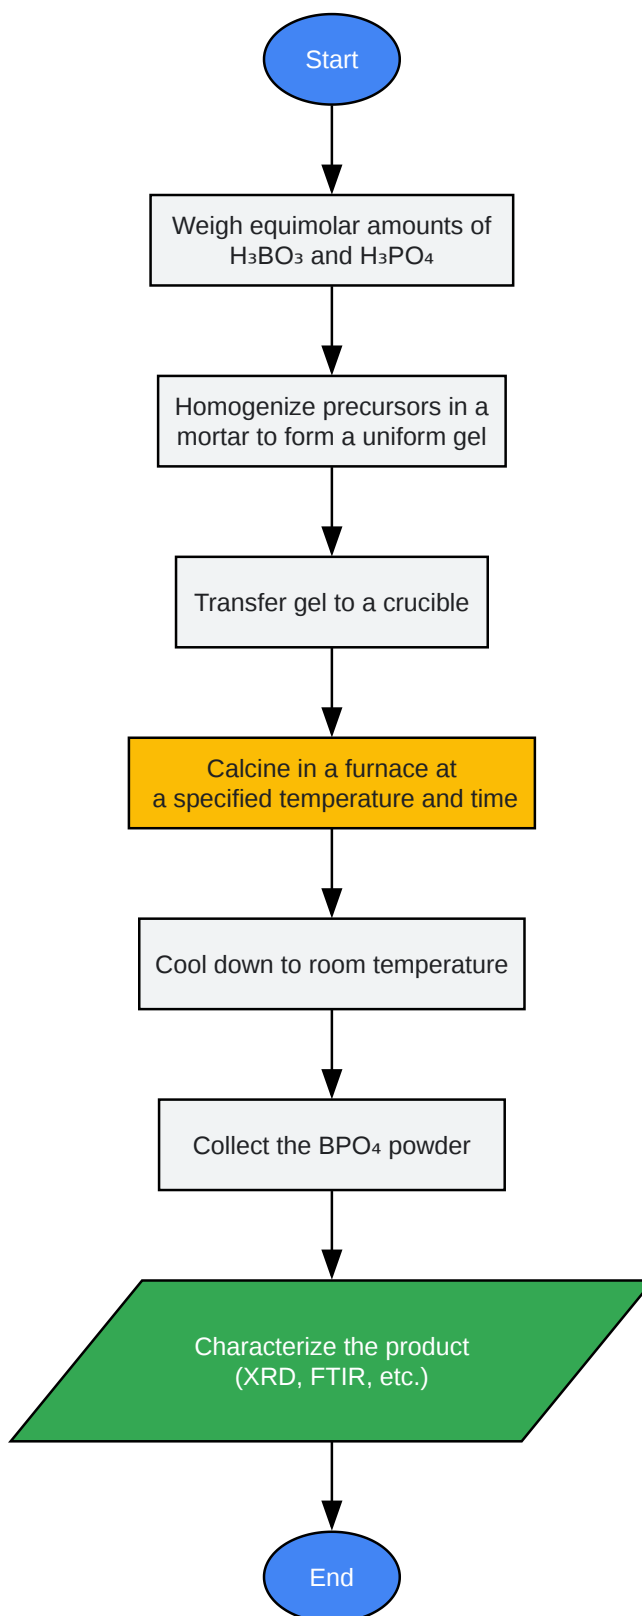 Start
Weigh equimolar amounts of
H₃BO₃ and H₃PO₄
Homogenize precursors in a
mortar to form a uniform gel
Transfer gel to a crucible
Calcine in a furnace at
a specified temperature and time
Cool down to room temperature
Collect the BPO₄ powder
Characterize the product
(XRD, FTIR, etc.)
End